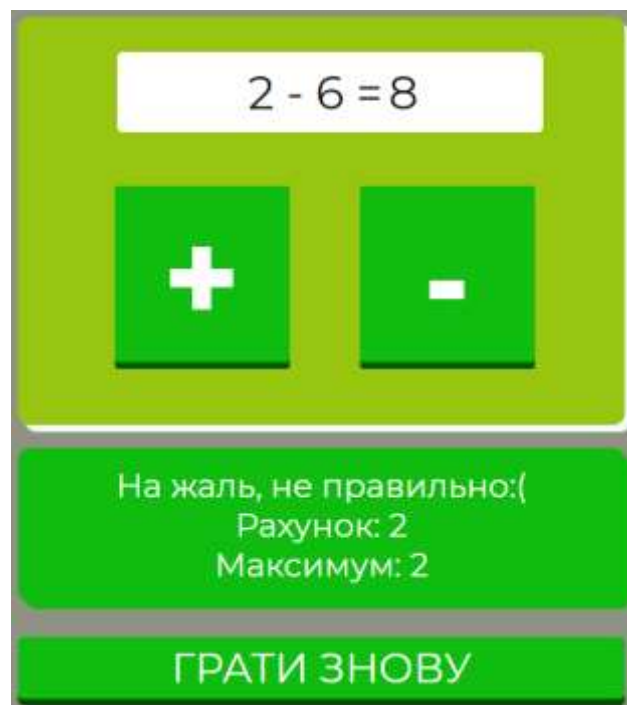 2 - 6 = 8
+ -
На жаль, не правильно:(
Рахунок: 2
Максимум: 2
ГРАТИ ЗНОВУ